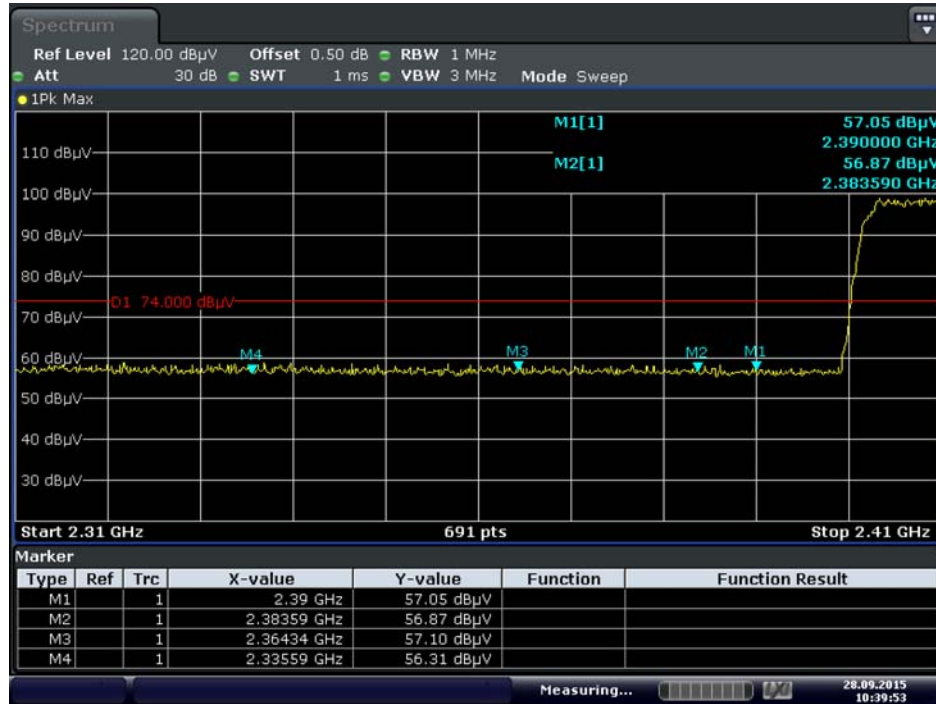 Spectrum
Ref Level 120.00 dBµV Offset 0.50 dB RBW 1 MHz
Att 30 dB SWT 1 ms VBW 3 MHz Mode Sweep
1Pk Max
M1[1] 57.05 dBµV
2.390000 GHz
M2[1] 56.87 dBµV
2.383590 GHz
110 dBµV
100 dBµV
90 dBµV
80 dBµV
D1 74.000 dBµV
70 dBµV
60 dBµV
M4 M3 M2 M1
50 dBµV
40 dBµV
30 dBµV
Start 2.31 GHz 691 pts Stop 2.41 GHz
Marker
Type Ref Trc X-value Y-value Function Function Result
M1 1 2.39 GHz 57.05 dBµV
M2 1 2.38359 GHz 56.87 dBµV
M3 1 2.36434 GHz 57.10 dBµV
M4 1 2.33559 GHz 56.31 dBµV
Measuring... 28.09.2015
10:39:53